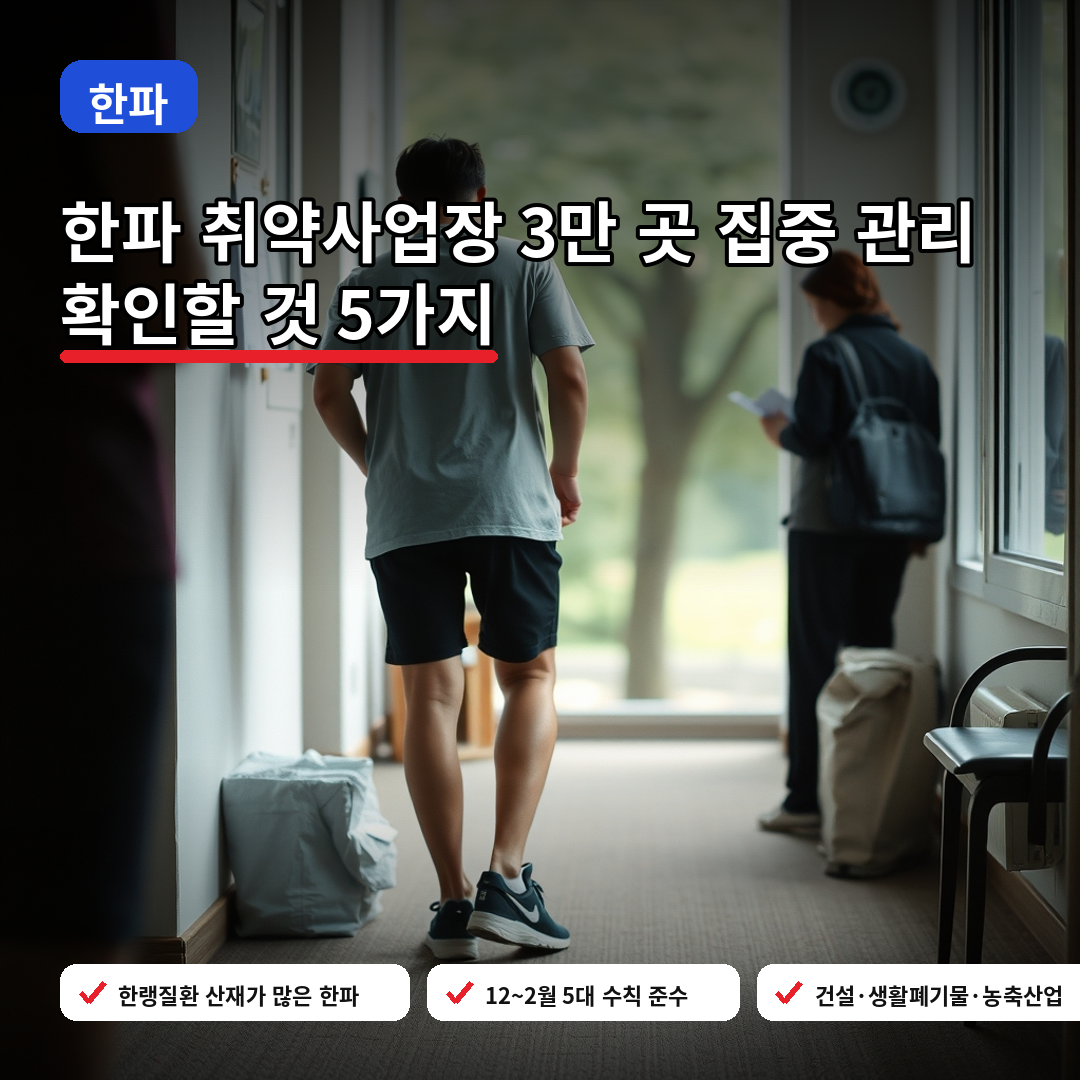 한파
한파 취약사업장 3만 곳 집중 관리
확인할 것 5가지
한랭질환 산재가 많은 한파
12~2월 5대 수칙 준수
건설·생활폐기물·농축산업